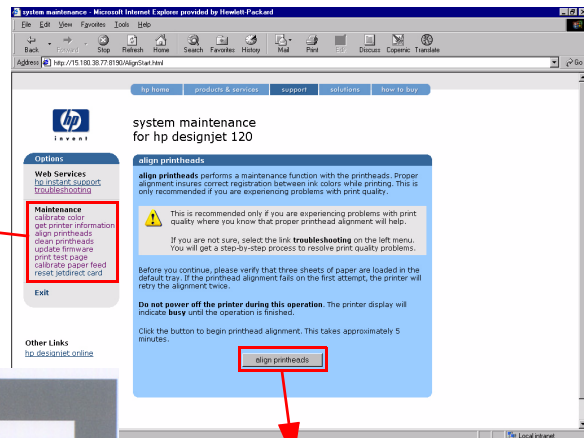 system maintenance - Microsoft Internet Explorer provided by Hewlett-Packard
File Edit View Favorites Tools Help
Back Forward Stop Refresh Home Search Favorites History Mail Print Edit Discuss Copernic Translate
Address http://15.180.38.77:8190/AlignStart.html Go
hp home products & services support solutions how to buy
hp
invent
system maintenance
for hp designjet 120
Options
Web Services
hp instant support
troubleshooting
Maintenance
calibrate color
get printer information
align printheads
clean printheads
update firmware
print test page
calibrate paper feed
reset jetdirect card
Exit
Other Links
hp designjet online
align printheads
align printheads performs a maintenance function with the printheads. Proper
alignment insures correct registration between ink colors while printing. This is
only recommended if you are experiencing problems with print quality.
This is recommended only if you are experiencing problems with print
quality where you know that proper printhead alignment will help.
If you are not sure, select the link troubleshooting on the left menu.
You will get a step-by-step process to resolve print quality problems.
Before you continue, please verify that three sheets of paper are loaded in the
default tray. If the printhead alignment fails on the first attempt, the printer will
retry the alignment twice.
Do not power off the printer during this operation. The printer display will
indicate busy until the operation is finished.
Click the button to begin printhead alignment. This takes approximately 5
minutes.
align printheads
Local intranet